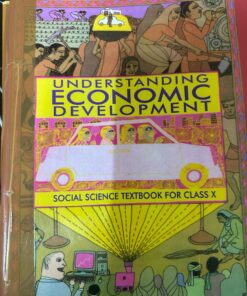 UNDERSTANDING
ECONOMIC
DEVELOPMENT
SOCIAL SCIENCE TEXTBOOK FOR CLASS X